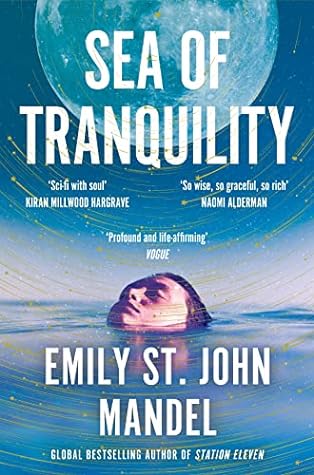 SEA OF
TRANQUILITY
'Sci-fi with soul'
KIRAN MILLWOOD HARGRAVE
'So wise, so graceful, so rich'
NAOMI ALDERMAN
'Profound and life-affirming'
VOGUE
EMILY ST. JOHN
MANDEL
GLOBAL BESTSELLING AUTHOR OF STATION ELEVEN